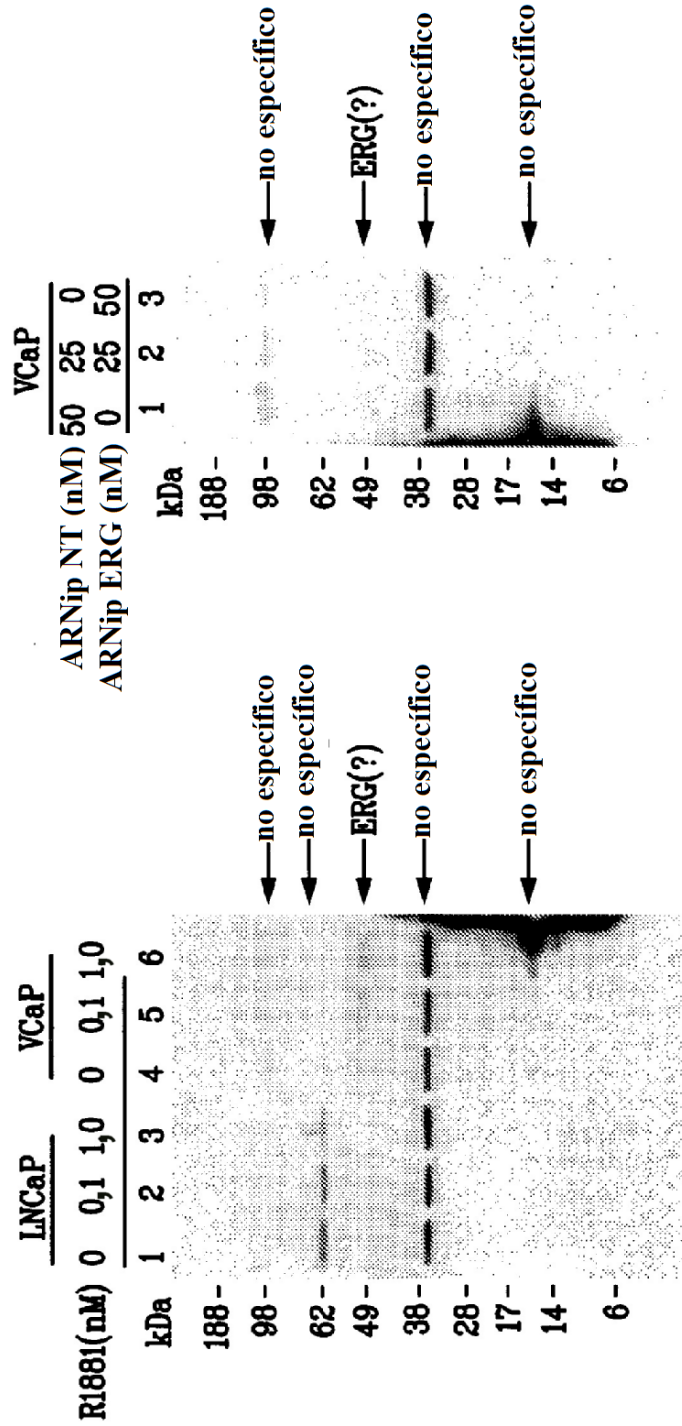 LNCaP VCaP
R1881(nM) 0 0,1 1,0 0 0,1 1,0
1 2 3 4 5 6
kDa
188
98
62
49
38
28
17
14
6
no específico
no específico
ERG(?)
no específico
no específico
VCaP
ARNip NT (nM) 50 25 0
ARNip ERG (nM) 0 25 50
1 2 3
kDa
188
98
62
49
38
28
17
14
6
no específico
ERG(?)
no específico
no específico